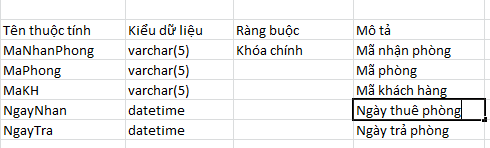 Tên thuộc tính Kiểu dữ liệu Ràng buộc Mô tả
MaNhanPhong varchar(5) Khóa chính Mã nhận phòng
MaPhong varchar(5) Mã phòng
MaKH varchar(5) Mã khách hàng
NgayNhan datetime Ngày thuê phòng
NgayTra datetime Ngày trả phòng